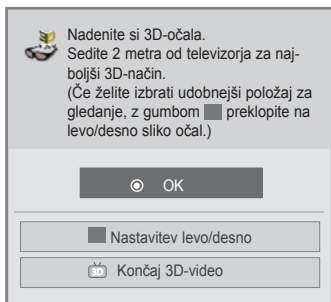 Nadenite si 3D-očala.
Sedite 2 metra od televizorja za naj-
boljši 3D-način.
(Če želite izbrati udobnejši položaj za
gledanje, z gumbom preklopite na
levo/desno sliko očal.)
OK
Nastavitev levo/desno
3D Končaj 3D-video